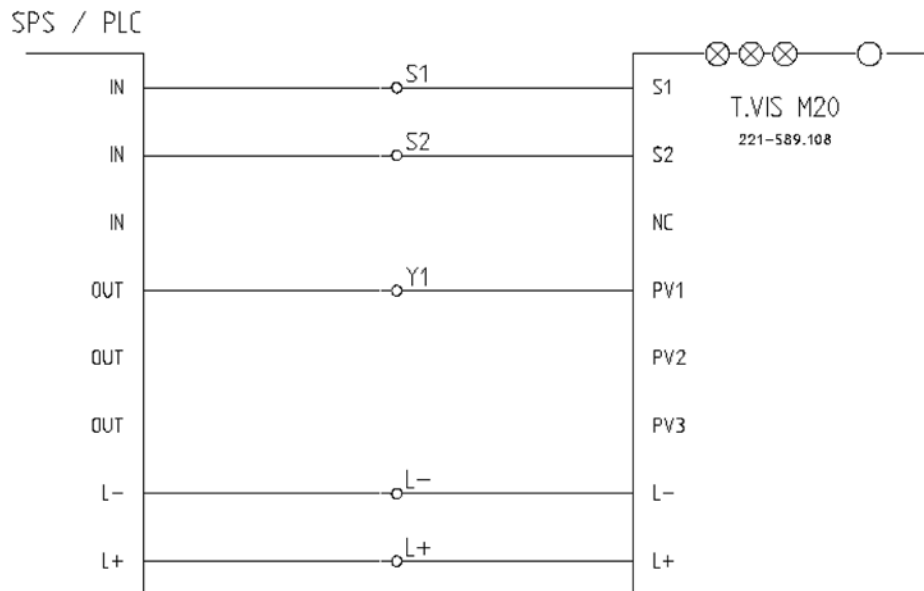 SPS / PLC
IN S1 S1
IN S2 S2
IN NC
OUT Y1 PV1
OUT PV2
OUT PV3
L- L- L-
L+ L+ L+
T.VIS M20
221-589.108